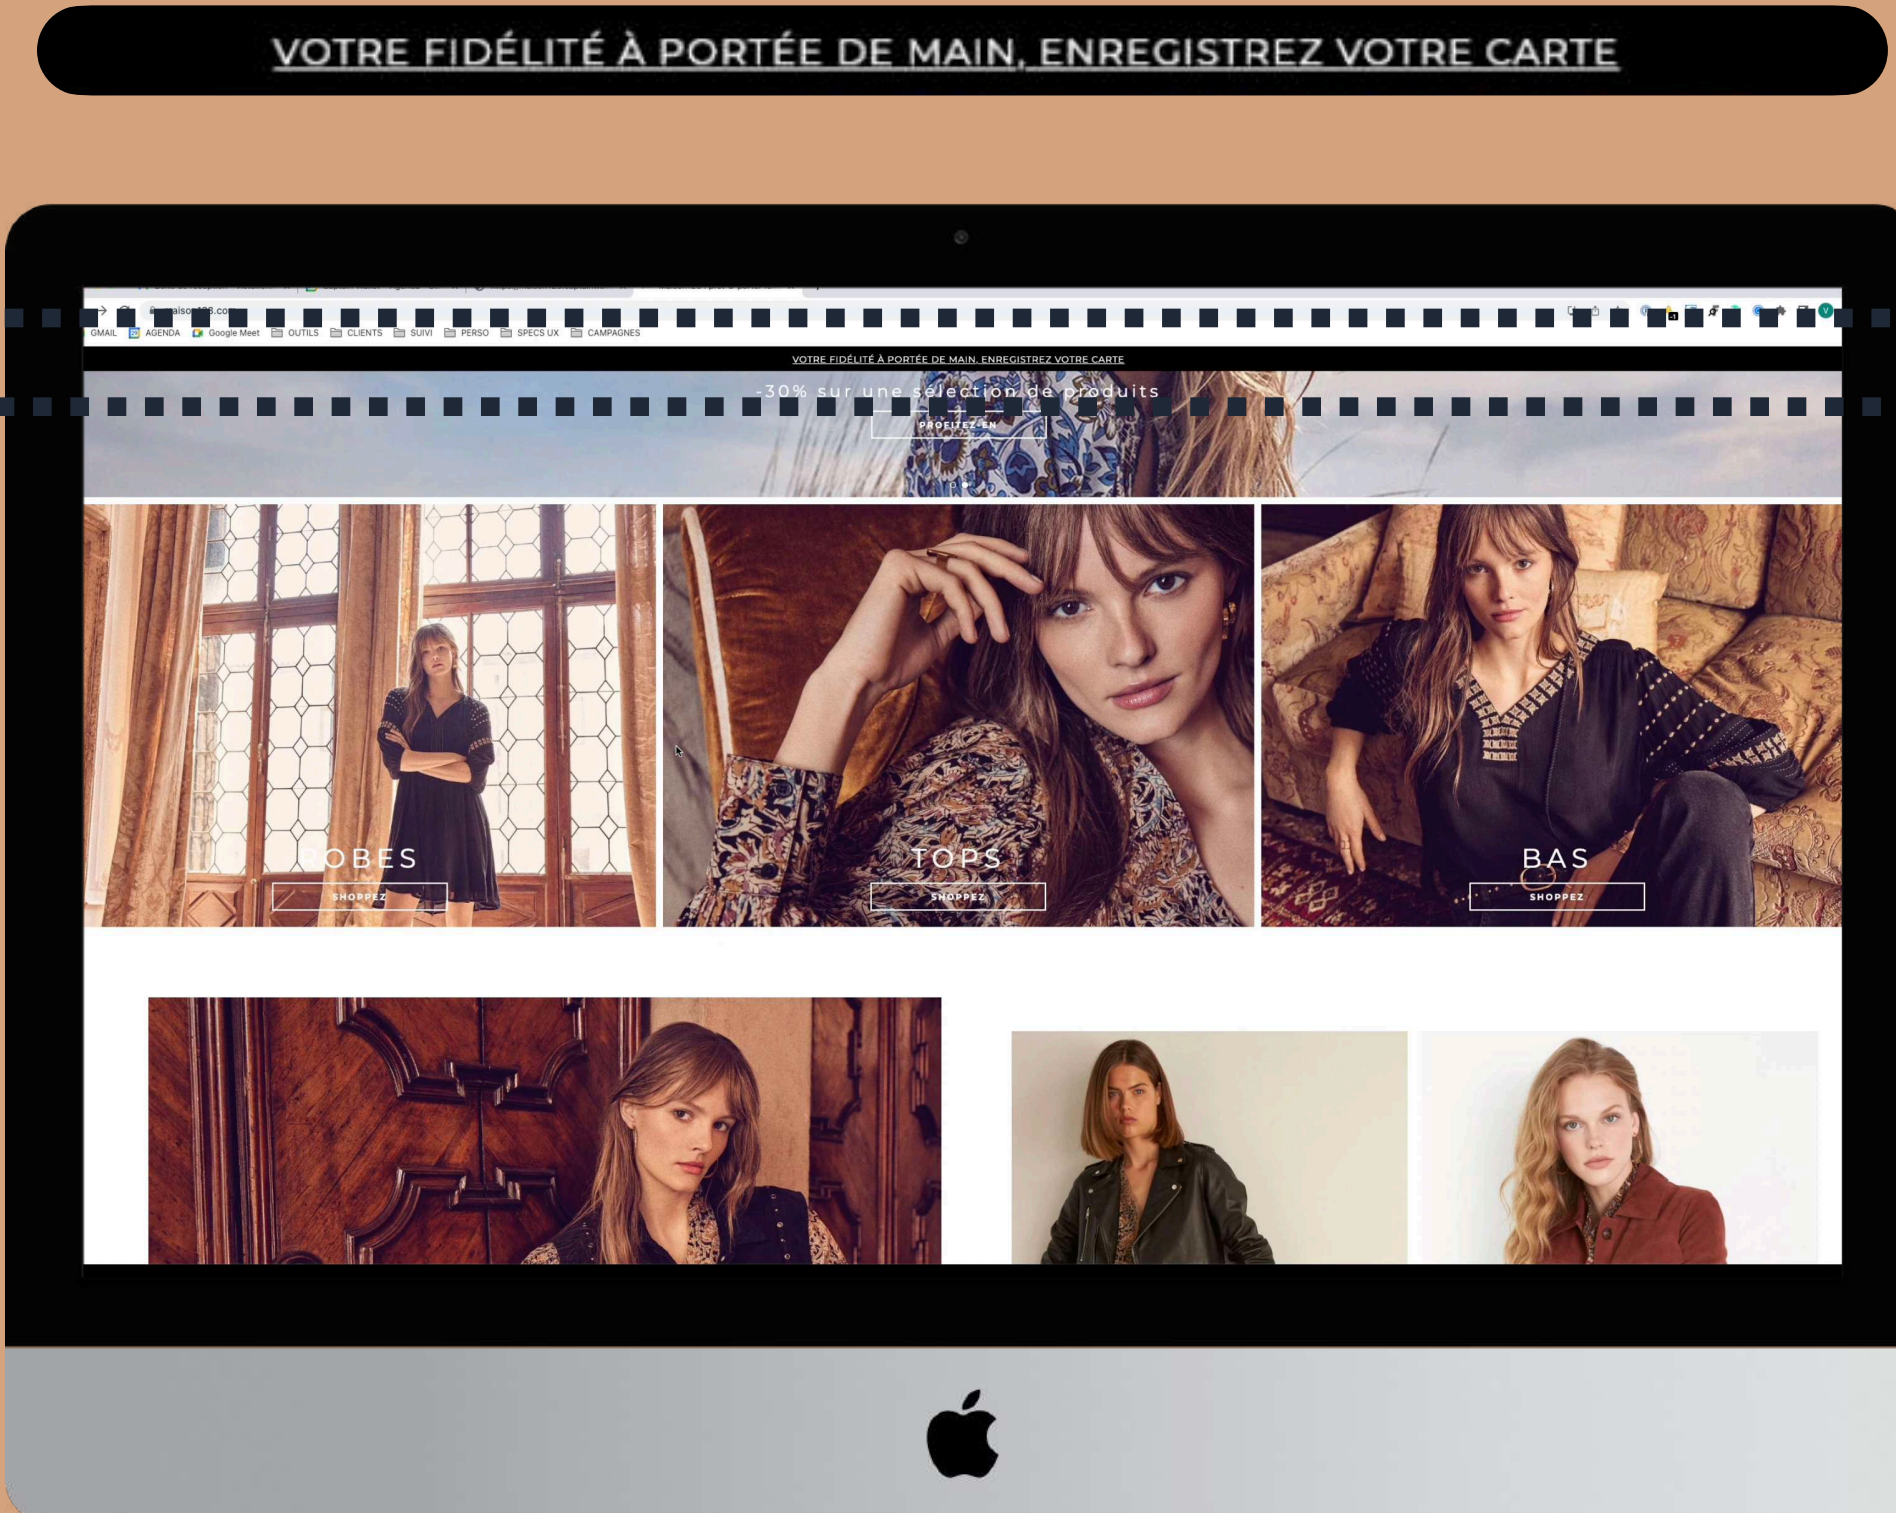 VOTRE FIDÉLITÉ À PORTÉE DE MAIN, ENREGISTREZ VOTRE CARTE
GMAIL AGENDA Google Meet OUTILS CLIENTS SUIVI PERSO SPECS UX CAMPAGNES
VOTRE FIDÉLITÉ À PORTÉE DE MAIN, ENREGISTREZ VOTRE CARTE
-30% sur une sélection de produits
PROFITEZ-EN
ROBES
SHOPPEZ
TOPS
SHOPPEZ
BAS
SHOPPEZ